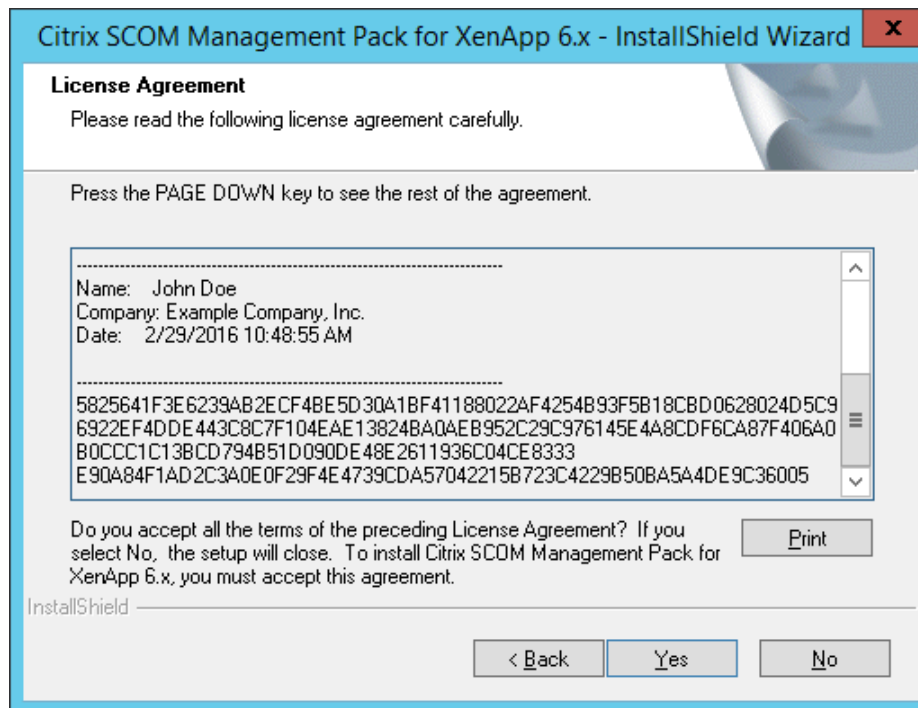 Citrix SCOM Management Pack for XenApp 6.x - InstallShield Wizard
x
License Agreement
Please read the following license agreement carefully.
Press the PAGE DOWN key to see the rest of the agreement.
--------------------------------------------------------------------------------
Name: John Doe
Company: Example Company, Inc.
Date: 2/29/2016 10:48:55 AM
--------------------------------------------------------------------------------
5825641F3E6239AB2ECF4BE5D30A1BF41188022AF4254B93F5B18CBD0628024D5C9
6922EF4DDE443C8C7F104EAE13824BA0AEB952C29C976145E4A8CDF6CA87F406A0
B0CCC1C13BCD794B51D090DE48E2611936C04CE8333
E90A84F1AD2C3A0E0F29F4E4739CDA57042215B723C4229B50BA5A4DE9C36005
Do you accept all the terms of the preceding License Agreement? If you
select No, the setup will close. To install Citrix SCOM Management Pack for
XenApp 6.x, you must accept this agreement.
Print
InstallShield
< Back
Yes
No